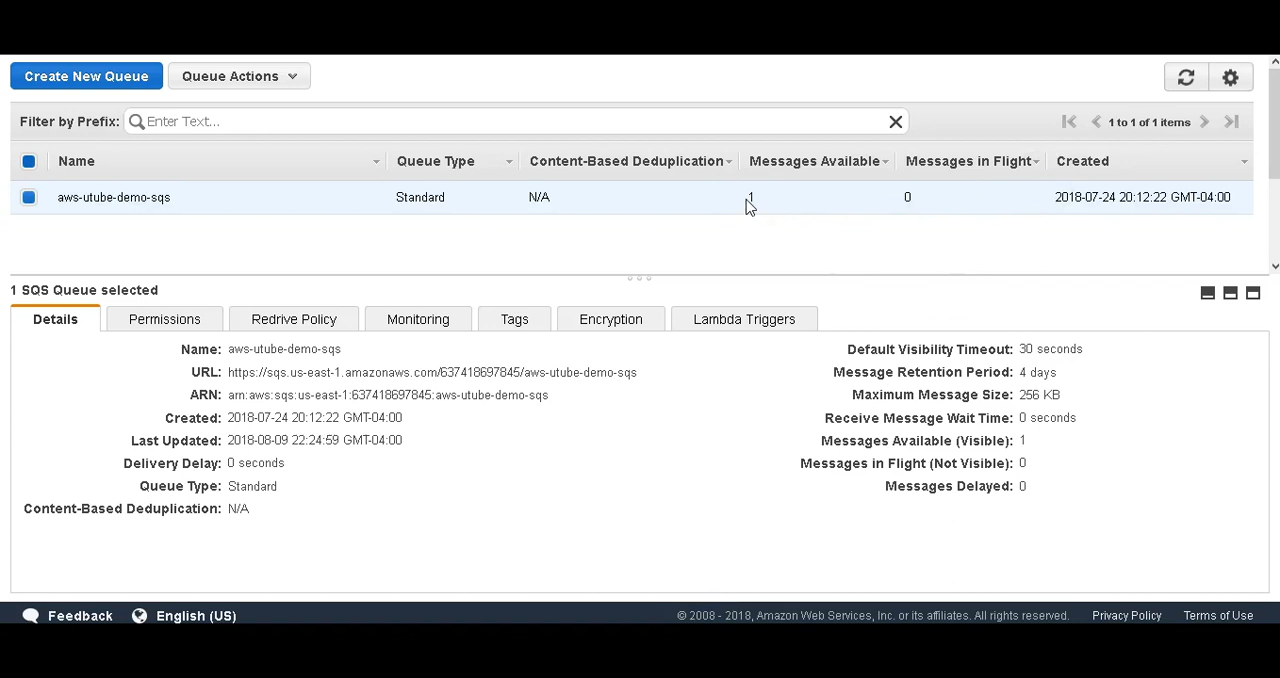 Create New Queue Queue Actions
Filter by Prefix: Enter Text... 1 to 1 of 1 items
Name Queue Type Content-Based Deduplication Messages Available Messages in Flight Created
aws-utube-demo-sqs Standard N/A 1 0 2018-07-24 20:12:22 GMT-04:00
1 SQS Queue selected
Details Permissions Redrive Policy Monitoring Tags Encryption Lambda Triggers
Name: aws-utube-demo-sqs Default Visibility Timeout: 30 seconds
URL: https://sqs.us-east-1.amazonaws.com/637418697845/aws-utube-demo-sqs Message Retention Period: 4 days
ARN: arn:aws:sqs:us-east-1:637418697845:aws-utube-demo-sqs Maximum Message Size: 256 KB
Created: 2018-07-24 20:12:22 GMT-04:00 Receive Message Wait Time: 0 seconds
Last Updated: 2018-08-09 22:24:59 GMT-04:00 Messages Available (Visible): 1
Delivery Delay: 0 seconds Messages in Flight (Not Visible): 0
Queue Type: Standard Messages Delayed: 0
Content-Based Deduplication: N/A
Feedback English (US) © 2008 - 2018, Amazon Web Services, Inc. or its affiliates. All rights reserved. Privacy Policy Terms of Use